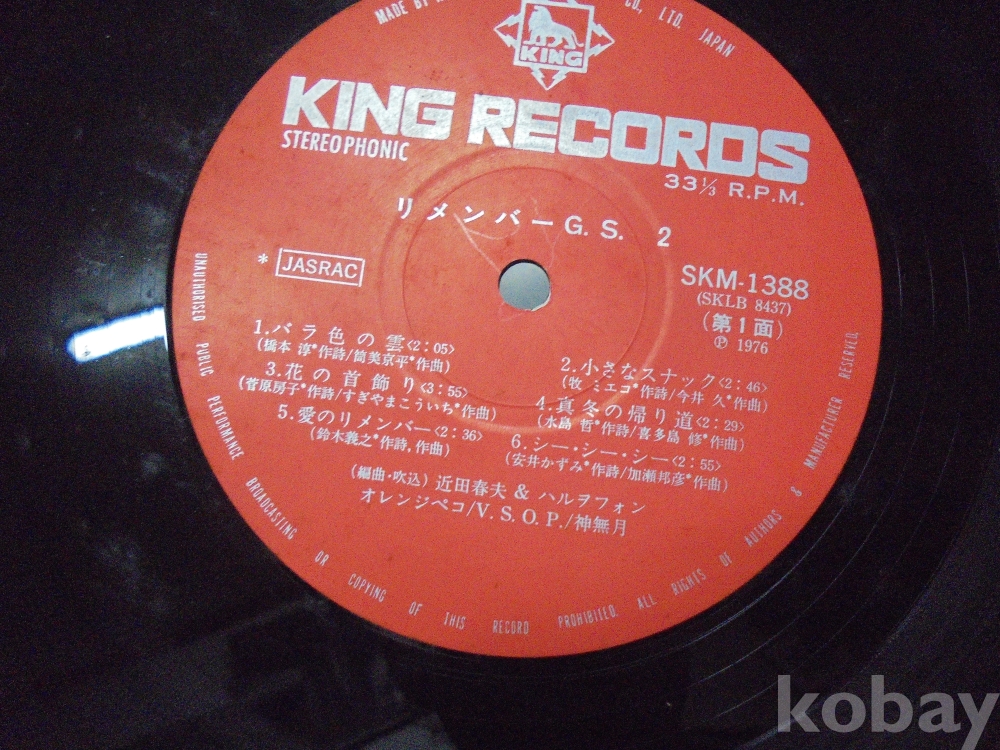 MADE BY
CO., LTD. JAPAN
KING
KING RECORDS
STEREOPHONIC
33⅓ R.P.M.
リメンバーG.S. 2
* JASRAC
SKM-1388
(SKLB 8437)
(第1面)
Ⓟ 1976
1.バラ色の雲<2:05>
(橋本 淳*作詩/筒美京平*作曲)
2.小さなスナック<2:46>
(牧 ミエコ*作詩/今井 久*作曲)
3.花の首飾り<3:55>
(菅原房子*作詩/すぎやまこういち*作曲)
4.真冬の帰り道<2:29>
(水島 哲*作詩/喜多島 修*作曲)
5.愛のリメンバー<2:36>
(鈴木義之*作詩,作曲)
6.シー・シー・シー<2:55>
(安井かずみ*作詩/加瀬邦彦*作曲)
(編曲・吹込) 近田春夫 & ハルヲフォン
オレンジペコ/V.S.O.P./神無月
UNAUTHORISED PUBLIC PERFORMANCE BROADCASTING OR COPYING OF THIS RECORD PROHIBITED. ALL RIGHTS OF AUTHORS & MANUFACTURER RESERVED.
kobay